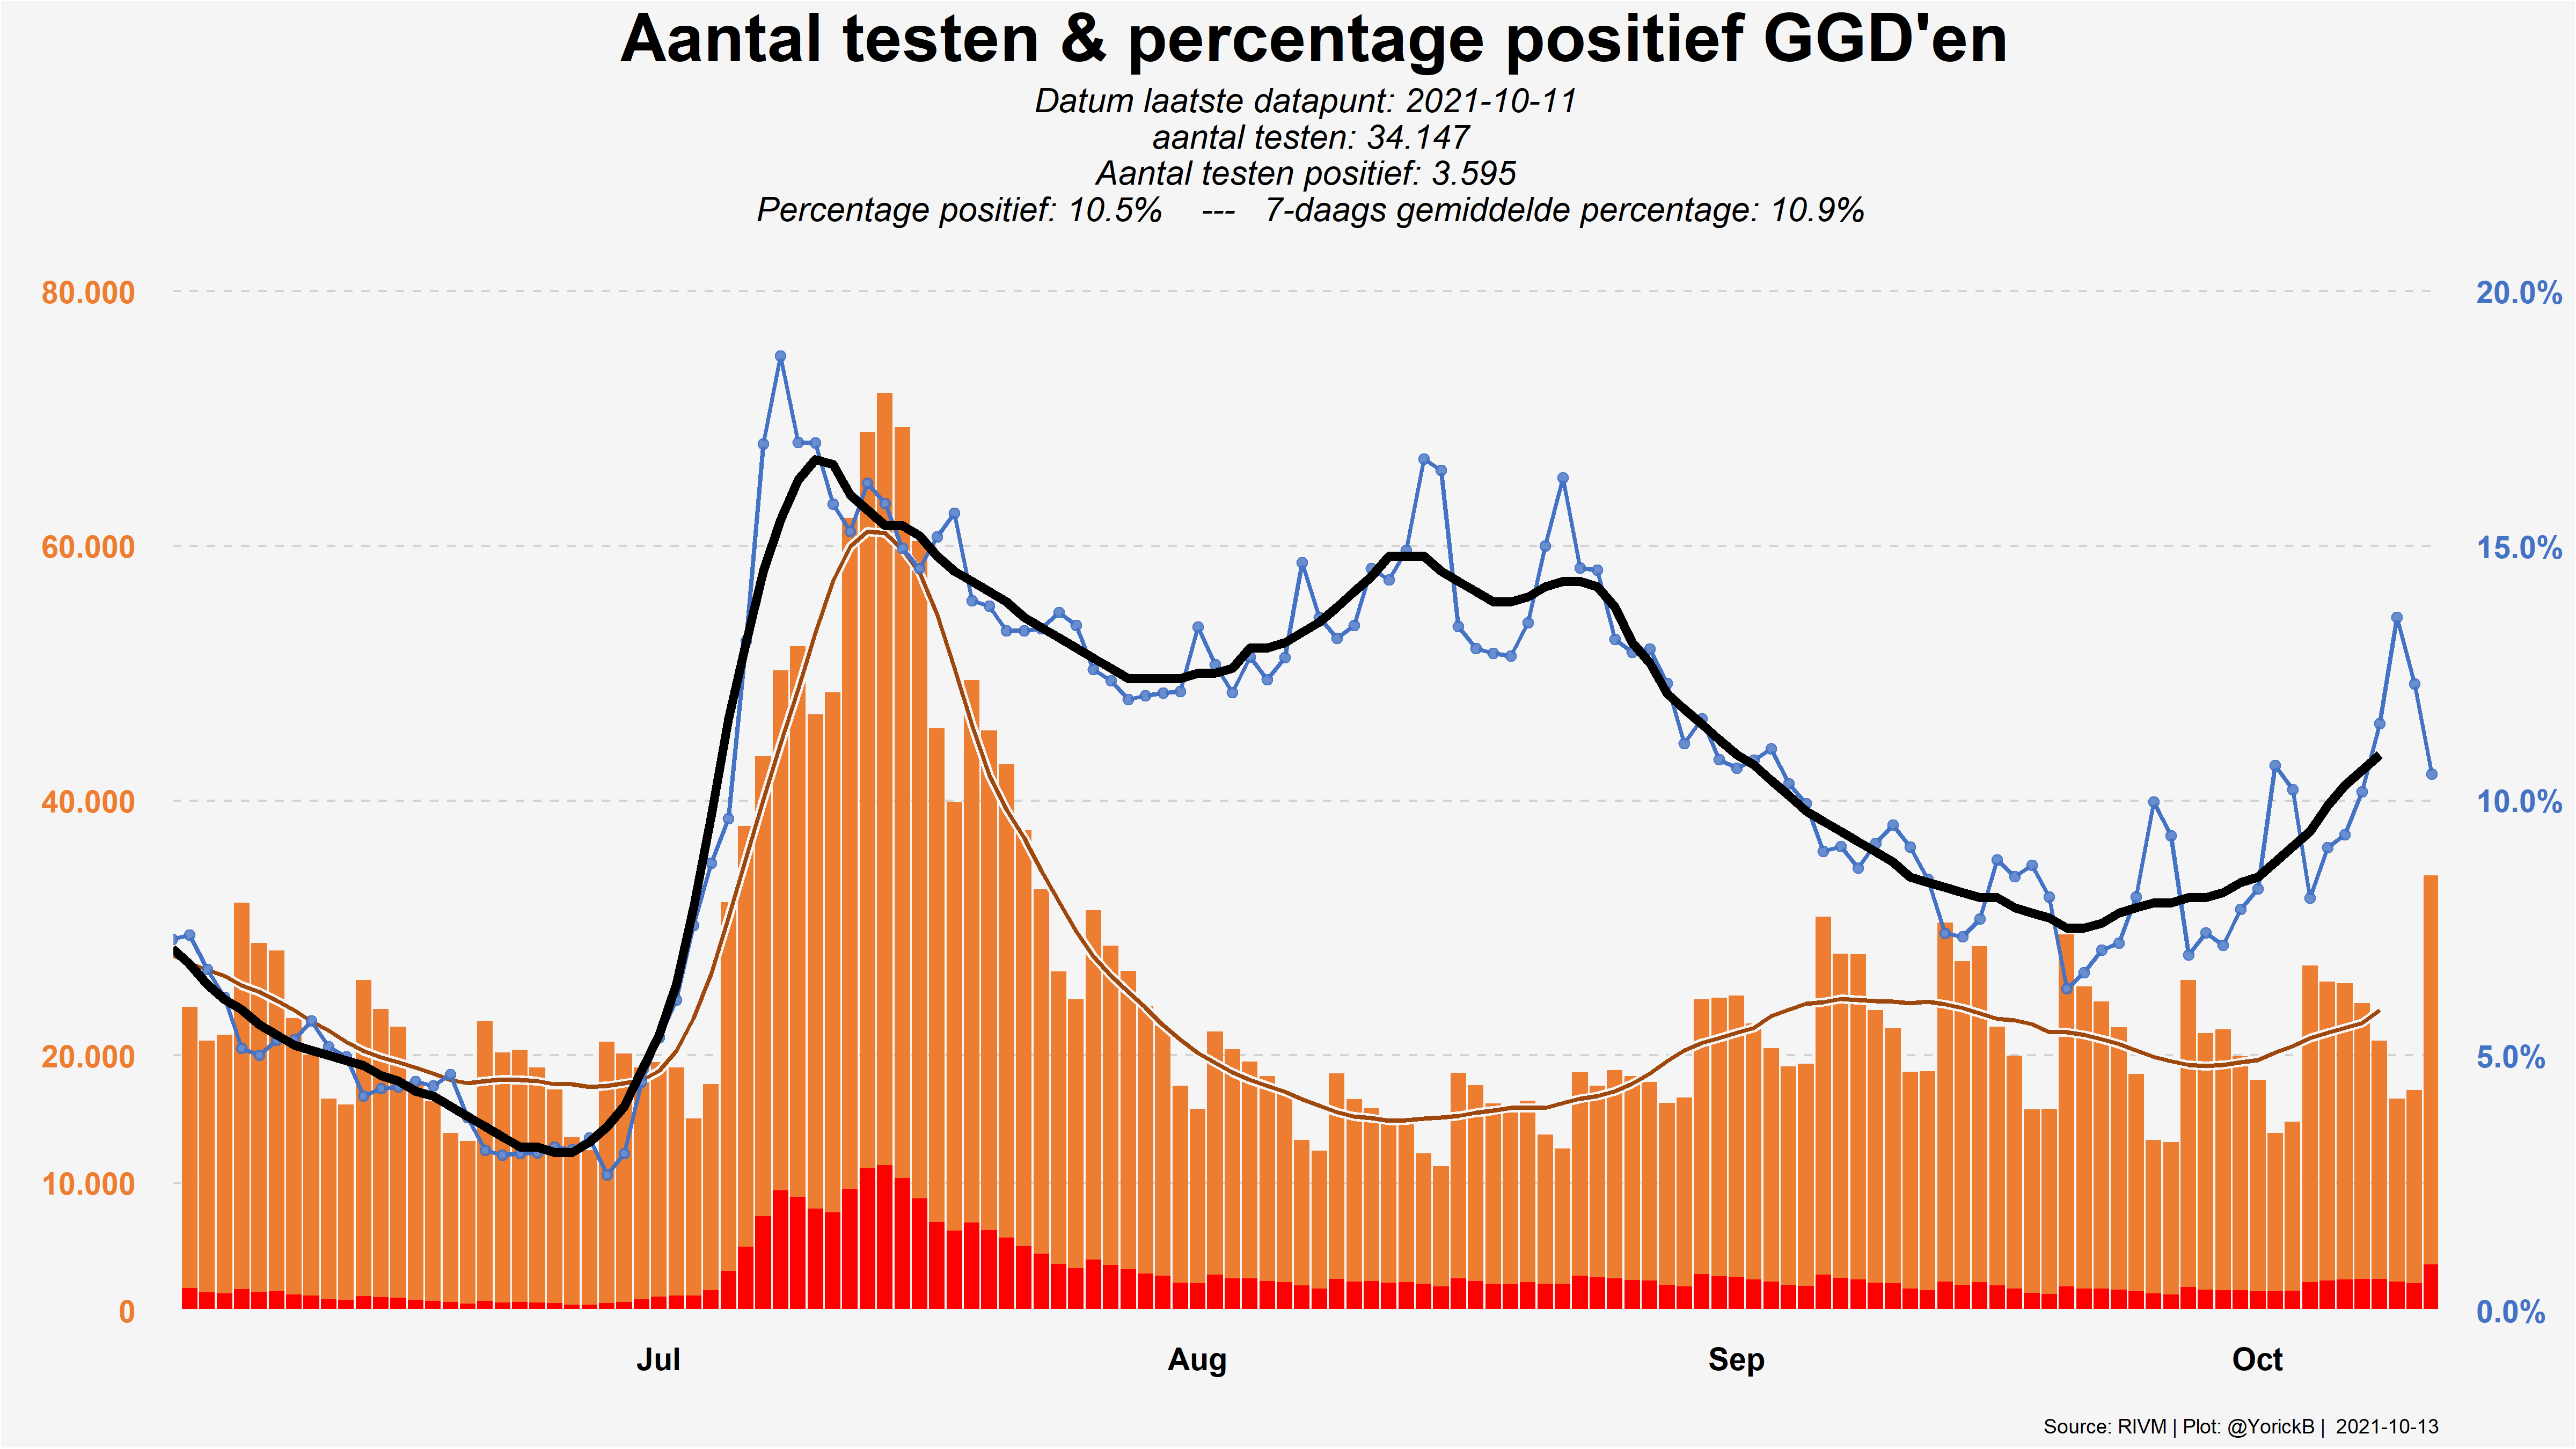 Aantal testen & percentage positief GGD'en
Datum laatste datapunt: 2021-10-11
aantal testen: 34.147
Aantal testen positief: 3.595
Percentage positief: 10.5%    ---   7-daags gemiddelde percentage: 10.9%
80.000
20.0%
60.000
15.0%
40.000
10.0%
20.000
5.0%
10.000
0
0.0%
Jul
Aug
Sep
Oct
Source: RIVM | Plot: @YorickB |  2021-10-13